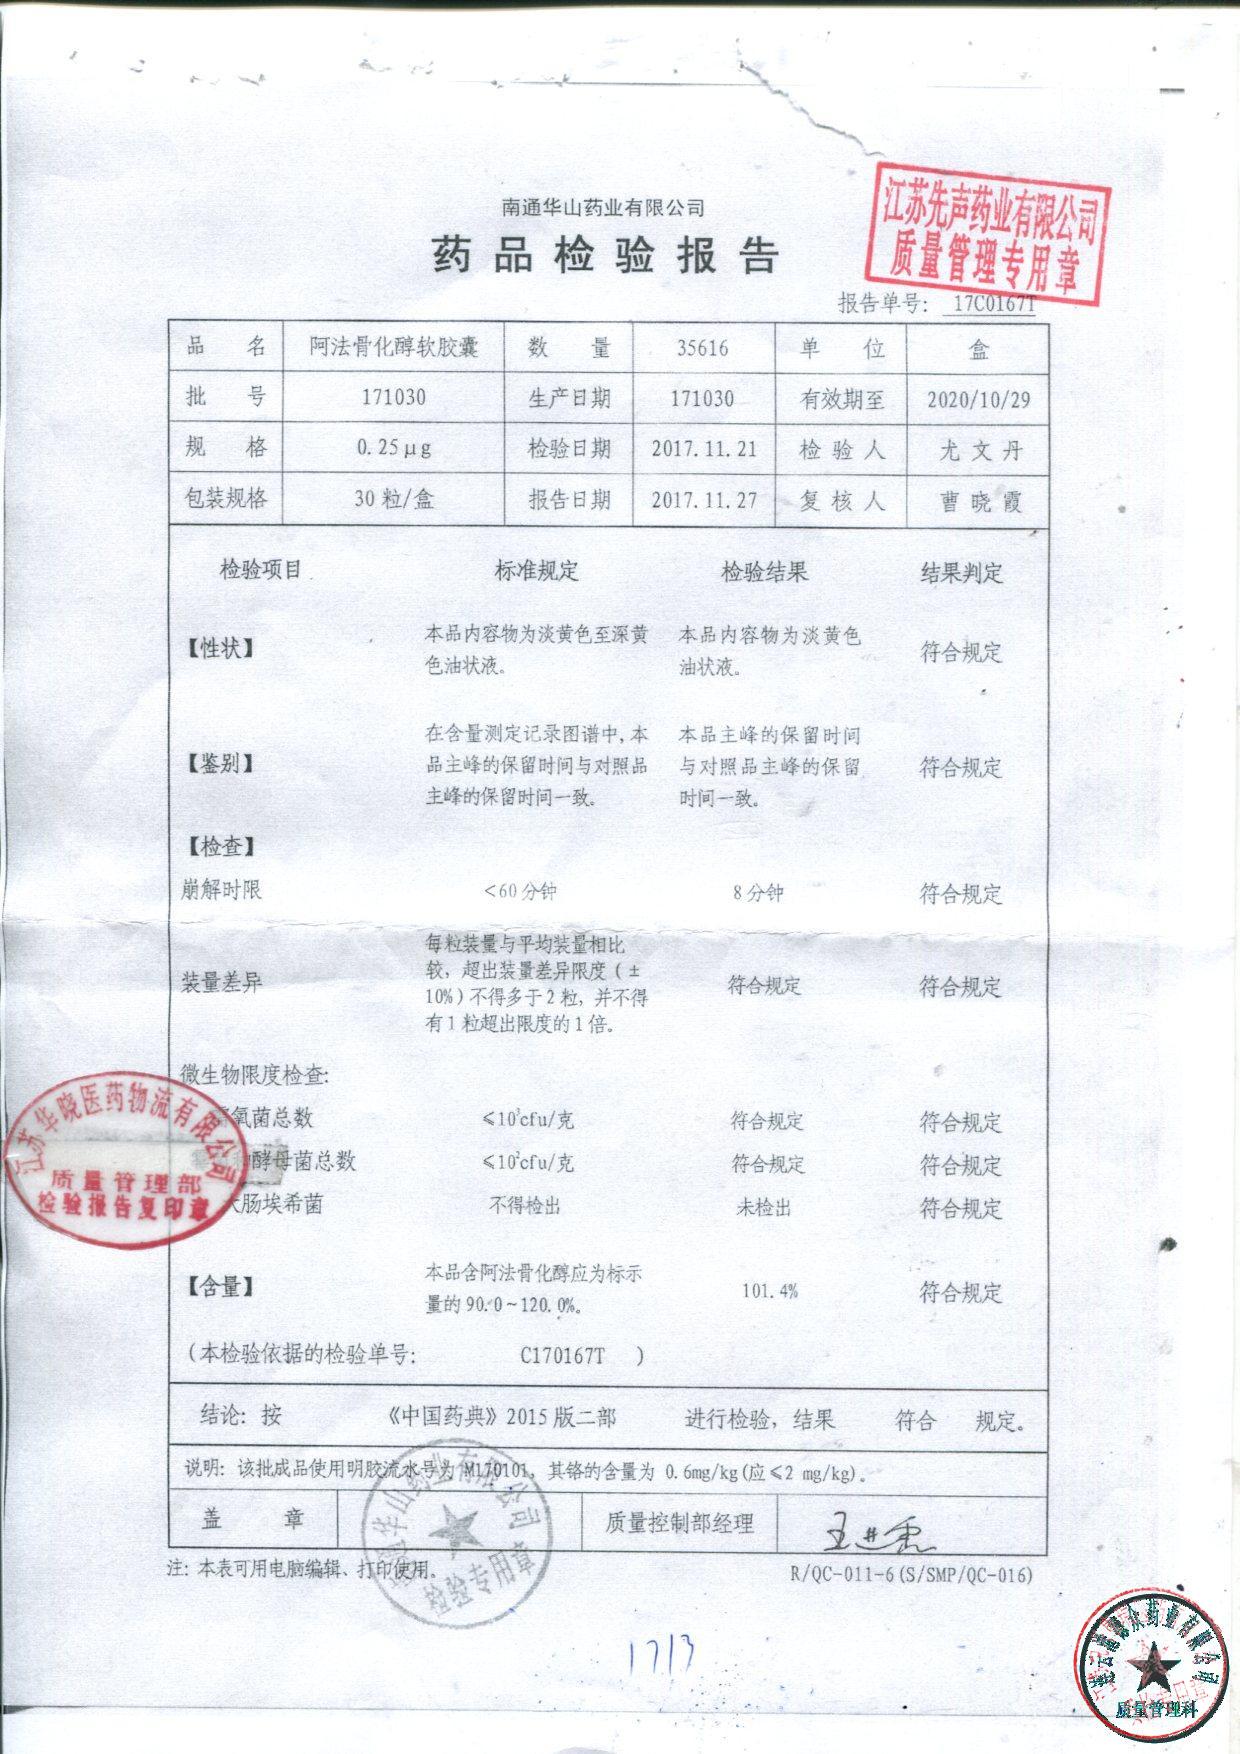 南通华山药业有限公司
药品检验报告
江苏先声药业有限公司
质量管理专用章
报告单号: 17C0167T
品 名 阿法骨化醇软胶囊 数 量 35616 单 位 盒
批 号 171030 生产日期 171030 有效期至 2020/10/29
规 格 0.25μg 检验日期 2017.11.21 检验人 尤文丹
包装规格 30粒/盒 报告日期 2017.11.27 复核人 曹晓霞
检验项目 标准规定 检验结果 结果判定
【性状】 本品内容物为淡黄色至深黄 本品内容物为淡黄色 符合规定
色油状液。 油状液。
在含量测定记录图谱中,本 本品主峰的保留时间
【鉴别】 品主峰的保留时间与对照品 与对照品主峰的保留 符合规定
主峰的保留时间一致。 时间一致。
【检查】
崩解时限 <60分钟 8分钟 符合规定
每粒装量与平均装量相比
较,超出装量差异限度(±
装量差异 10%)不得多于2粒,并不得 符合规定 符合规定
有1粒超出限度的1倍。
微生物限度检查:
氧菌总数 ≤10³cfu/克 符合规定 符合规定
酵母菌总数 ≤10²cfu/克 符合规定 符合规定
大肠埃希菌 不得检出 未检出 符合规定
江苏华晓医药物流有限公司
质量管理部
检验报告复印章
【含量】 本品含阿法骨化醇应为标示 101.4% 符合规定
量的90.0~120.0%。
(本检验依据的检验单号: C170167T )
结论: 按 《中国药典》2015版二部 进行检验, 结果 符合 规定。
说明: 该批成品使用明胶流水号为 M170101, 其铬的含量为 0.6mg/kg(应≤2 mg/kg)。
盖 章 质量控制部经理
南通华山药业有限公司
检验专用章
注: 本表可用电脑编辑、打印使用。 R/QC-011-6(S/SMP/QC-016)
1713
质量管理科